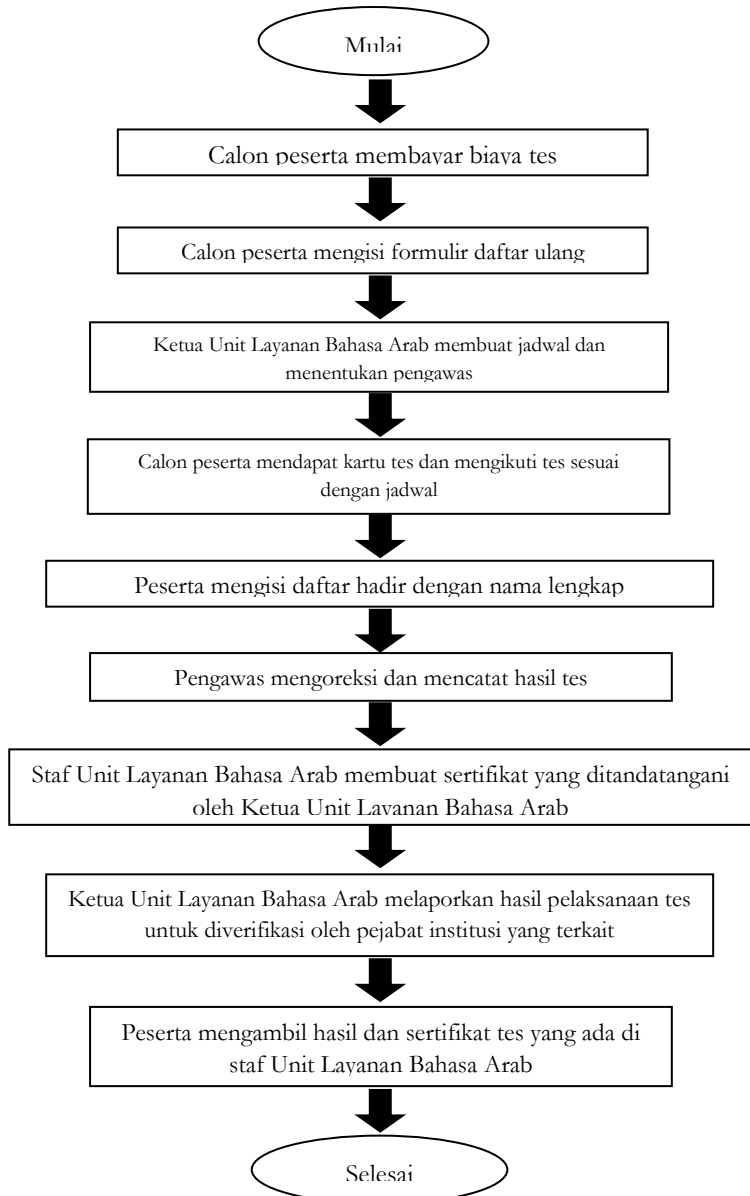 Mulai
Calon peserta membayar biaya tes
Calon peserta mengisi formulir daftar ulang
Ketua Unit Layanan Bahasa Arab membuat jadwal dan
menentukan pengawas
Calon peserta mendapat kartu tes dan mengikuti tes sesuai
dengan jadwal
Peserta mengisi daftar hadir dengan nama lengkap
Pengawas mengoreksi dan mencatat hasil tes
Staf Unit Layanan Bahasa Arab membuat sertifikat yang ditandatangani
oleh Ketua Unit Layanan Bahasa Arab
Ketua Unit Layanan Bahasa Arab melaporkan hasil pelaksanaan tes
untuk diverifikasi oleh pejabat institusi yang terkait
Peserta mengambil hasil dan sertifikat tes yang ada di
staf Unit Layanan Bahasa Arab
Selesai